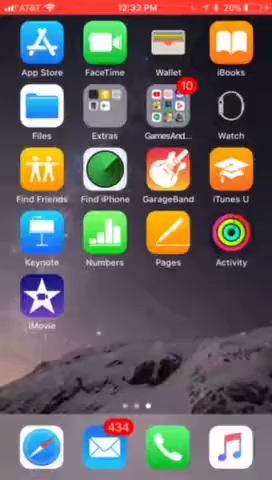 AT&T 12:32 PM 20%
App Store FaceTime Wallet iBooks
10
Files Extras GamesAnd... Watch
Find Friends Find iPhone GarageBand iTunes U
Keynote Numbers Pages Activity
iMovie
434